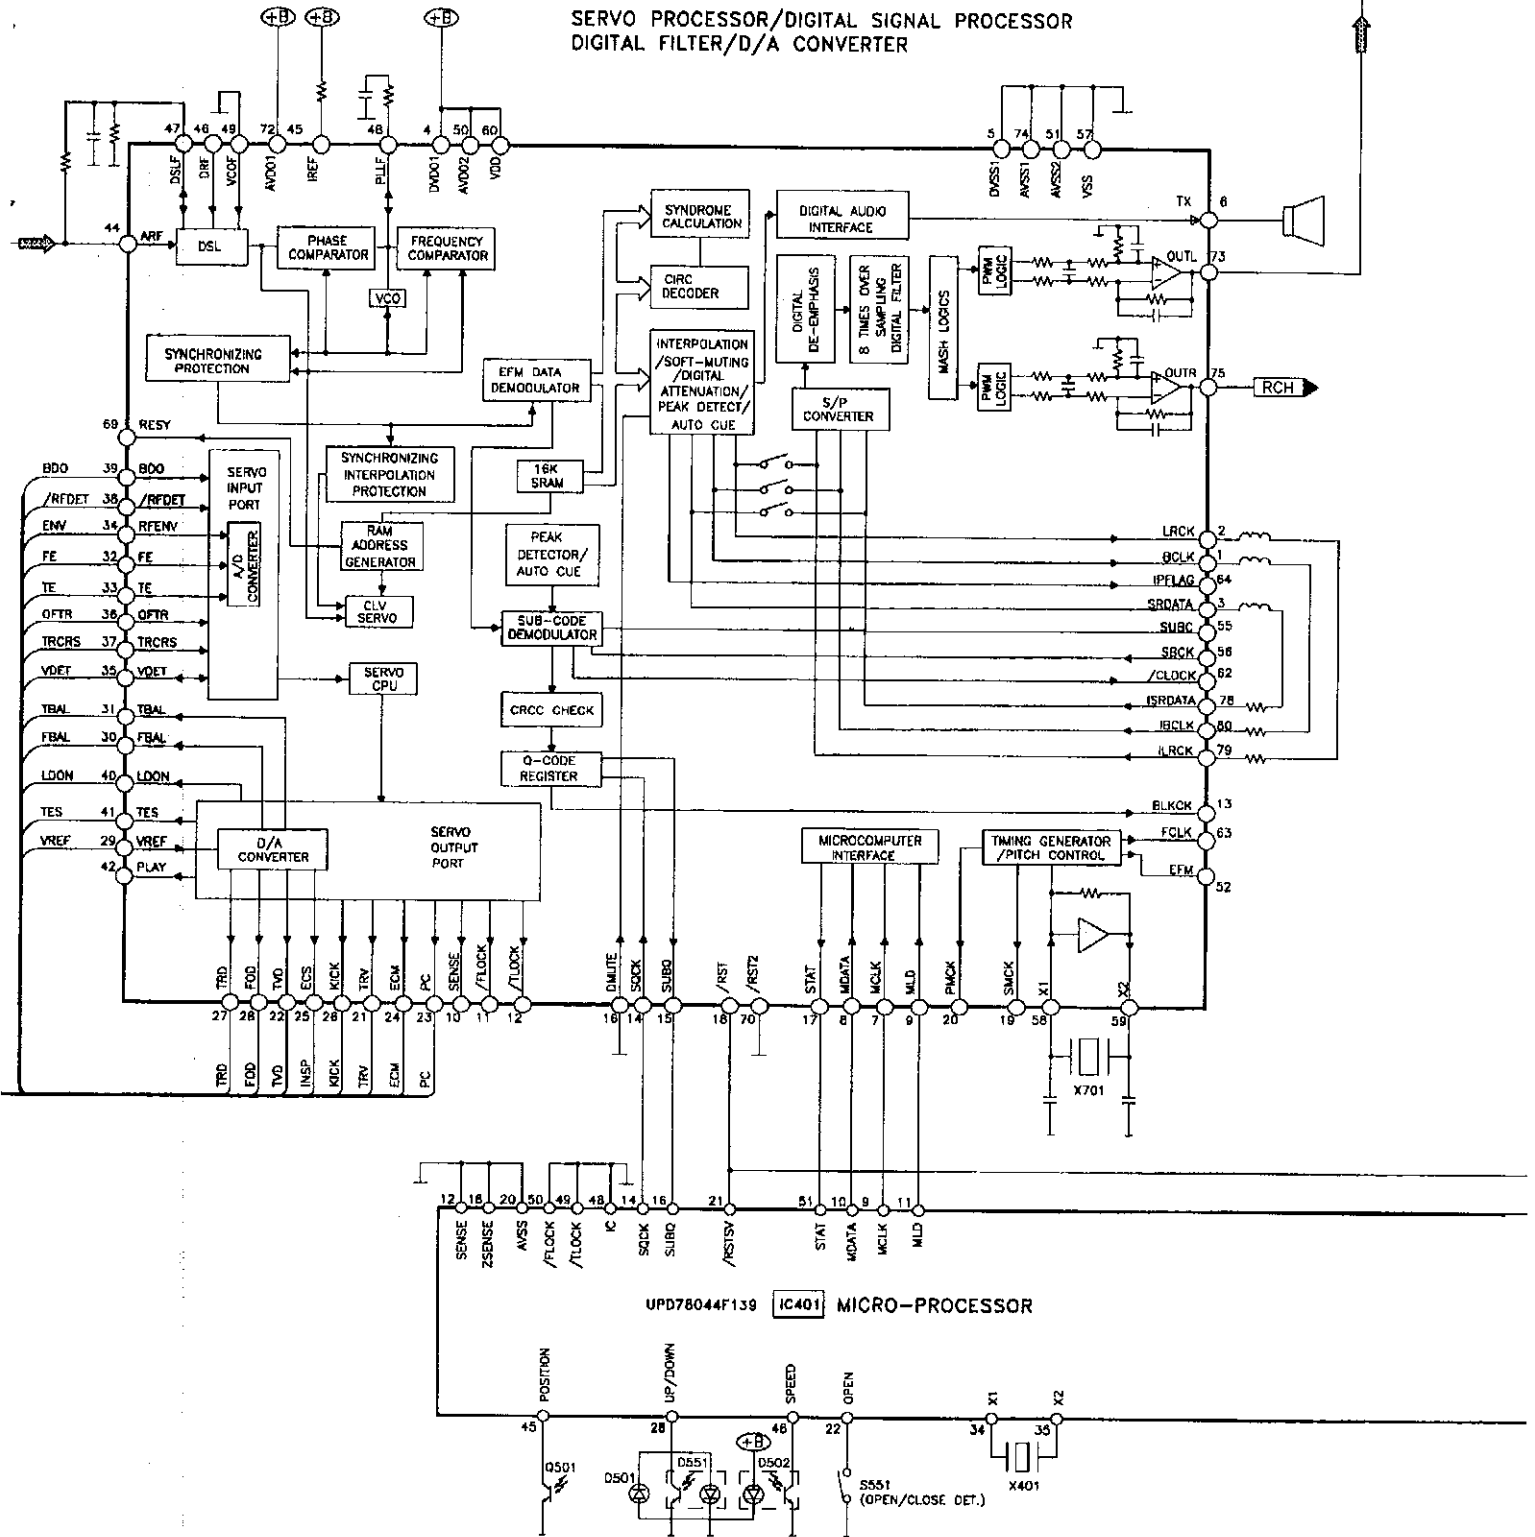 SERVO PROCESSOR/DIGITAL SIGNAL PROCESSOR
DIGITAL FILTER/D/A CONVERTER
+B +B +B
47 46 49 72 45 48 4 50 60 5 74 51 57
DSLF DRF VCOF AVDD1 IREF PLLF DVDD1 AVDD2 VDD DVSS1 AVSS1 AVSS2 VSS
44 ARF
DSL
PHASE
COMPARATOR
FREQUENCY
COMPARATOR
VCO
SYNDROME
CALCULATION
CIRC
DECODER
DIGITAL AUDIO
INTERFACE
TX 6
DIGITAL
DE-EMPHASIS
8 TIMES OVER
SAMPLING
DIGITAL FILTER
MASH LOGICS
PWM
LOGIC
OUTL 73
PWM
LOGIC
OUTR 75
RCH
SYNCHRONIZING
PROTECTION
EFM DATA
DEMODULATOR
INTERPOLATION
/SOFT-MUTING
/DIGITAL
ATTENUATION/
PEAK DETECT/
AUTO CUE
S/P
CONVERTER
69 RESY
SYNCHRONIZING
INTERPOLATION
PROTECTION
16K
SRAM
RAM
ADDRESS
GENERATOR
CLV
SERVO
PEAK
DETECTOR/
AUTO CUE
SUB-CODE
DEMODULATOR
SERVO
INPUT
PORT
A/D
CONVERTER
BDO 39 BDO
/RFDET 38 /RFDET
ENV 34 RFENV
FE 32 FE
TE 33 TE
OFTR 36 OFTR
TRCRS 37 TRCRS
VDET 35 VDET
TBAL 31 TBAL
FBAL 30 FBAL
LDON 40 LDON
TES 41 TES
VREF 29 VREF
42 PLAY
SERVO
CPU
CRCC CHECK
Q-CODE
REGISTER
D/A
CONVERTER
SERVO
OUTPUT
PORT
LRCK 2
BCLK 1
IPFLAG 64
SRDATA 3
SUBC 55
SBCK 56
/CLDCK 62
ISRDATA 78
IBCLK 80
ILRCK 79
BLKCK 13
FCLK 63
EFM 52
MICROCOMPUTER
INTERFACE
TIMING GENERATOR
/PITCH CONTROL
TRD FOD TVD ECS KICK TRV ECM PC SENSE /FLOCK /TLOCK DMUTE SQCK SUBQ /RST /RST2 STAT MDATA MCLK MLD PMCK SMCK X1 X2
27 28 22 25 26 21 24 23 10 11 12 16 14 15 18 70 17 8 7 9 20 19 58 59
TRD FOD TVD INSP KICK TRV ECM PC
X701
12 18 20 50 49 48 14 16 21 51 10 9 11
SENSE ZSENSE AVSS /FLOCK /TLOCK IC SQCK SUBQ /RSTSV STAT MDATA MCLK MLD
UPD78044F139 IC401 MICRO-PROCESSOR
POSITION UP/DOWN SPEED OPEN X1 X2
45 28 46 22 34 35
+B
Q501 D501 D551 D502
S551
(OPEN/CLOSE DET.)
X401